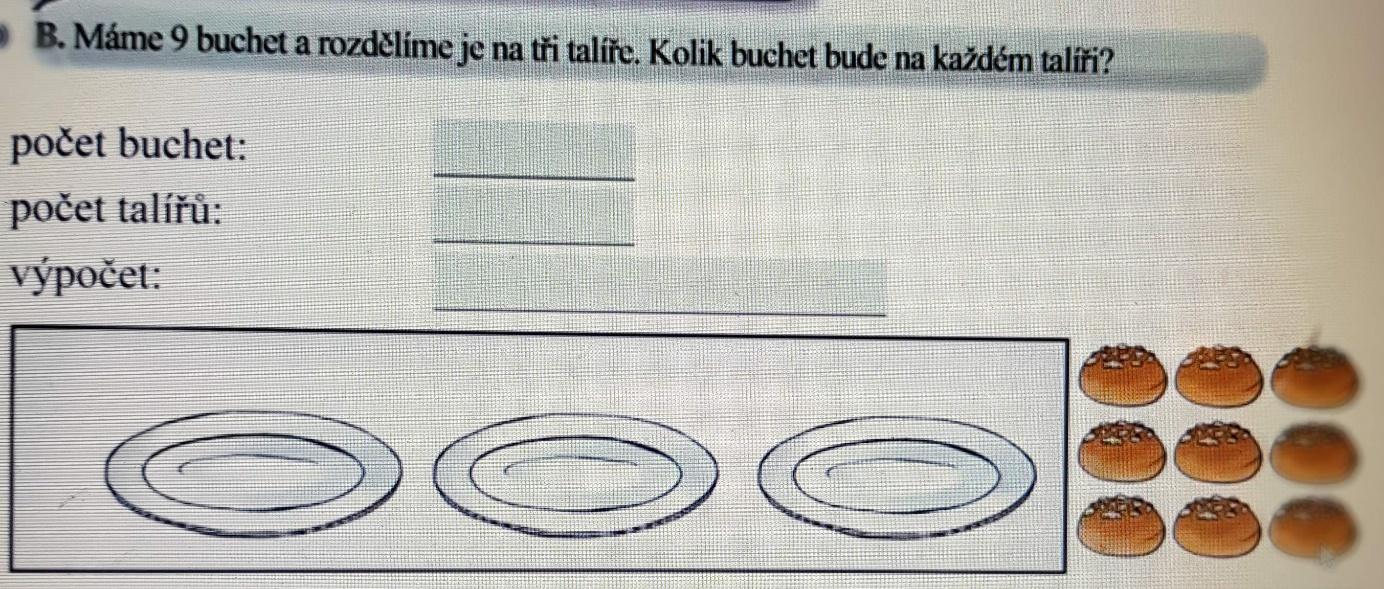 B. Máme 9 buchet a rozdělíme je na tři talíře. Kolik buchet bude na každém talíři?
počet buchet:
počet talířů:
výpočet: